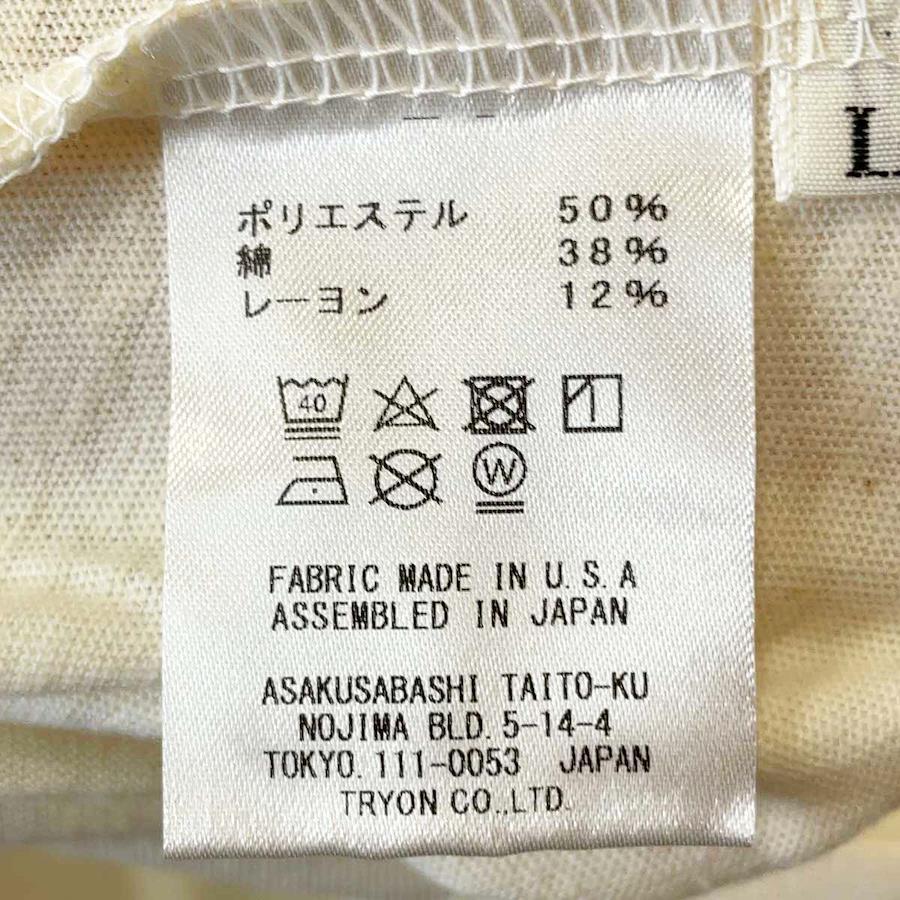 ポリエステル 50%
綿 38%
レーヨン 12%
40
W
FABRIC MADE IN U.S.A
ASSEMBLED IN JAPAN
ASAKUSABASHI TAITO-KU
NOJIMA BLD. 5-14-4
TOKYO. 111-0053 JAPAN
TRYON CO.,LTD.